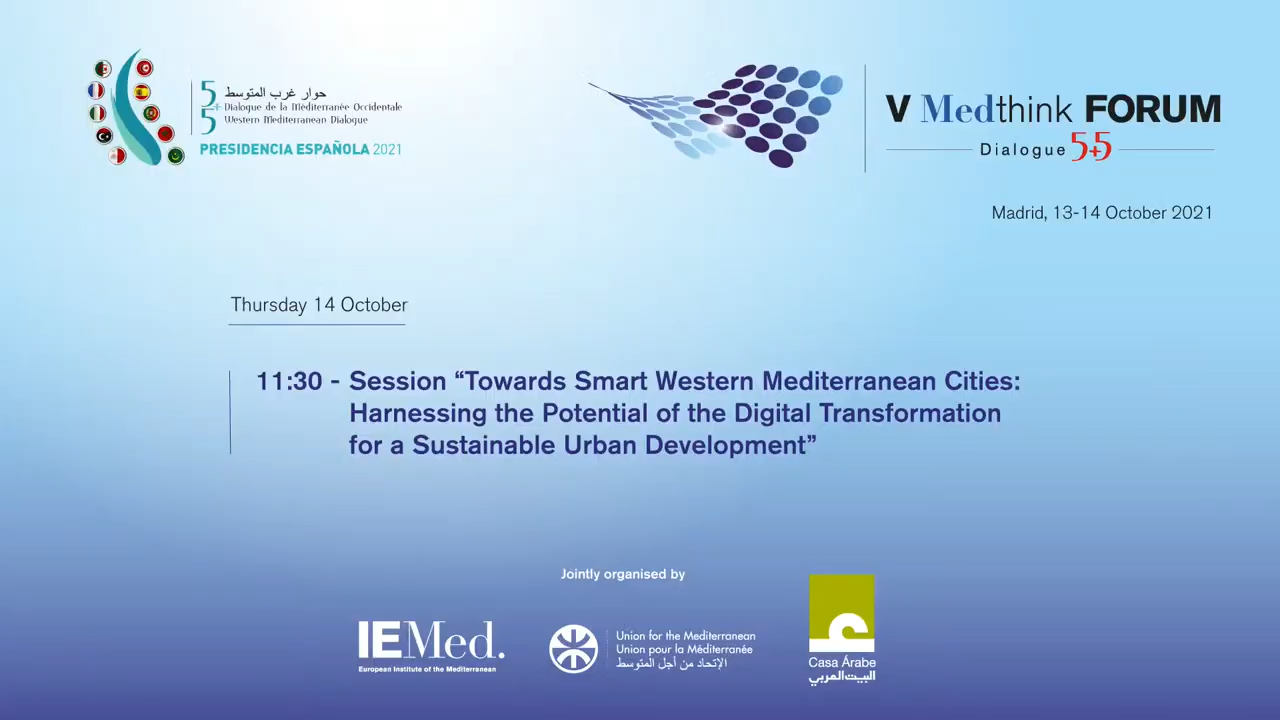 5+5
حوار غرب المتوسط
Dialogue de la Méditerranée Occidentale
Western Mediterranean Dialogue
PRESIDENCIA ESPAÑOLA 2021
V Medthink FORUM
Dialogue 5+5
Madrid, 13-14 October 2021
Thursday 14 October
11:30 - Session “Towards Smart Western Mediterranean Cities:
Harnessing the Potential of the Digital Transformation
for a Sustainable Urban Development”
Jointly organised by
IEMed.
European Institute of the Mediterranean
Union for the Mediterranean
Union pour la Méditerranée
الإتحاد من أجل المتوسط
Casa Árabe
البيت العربي